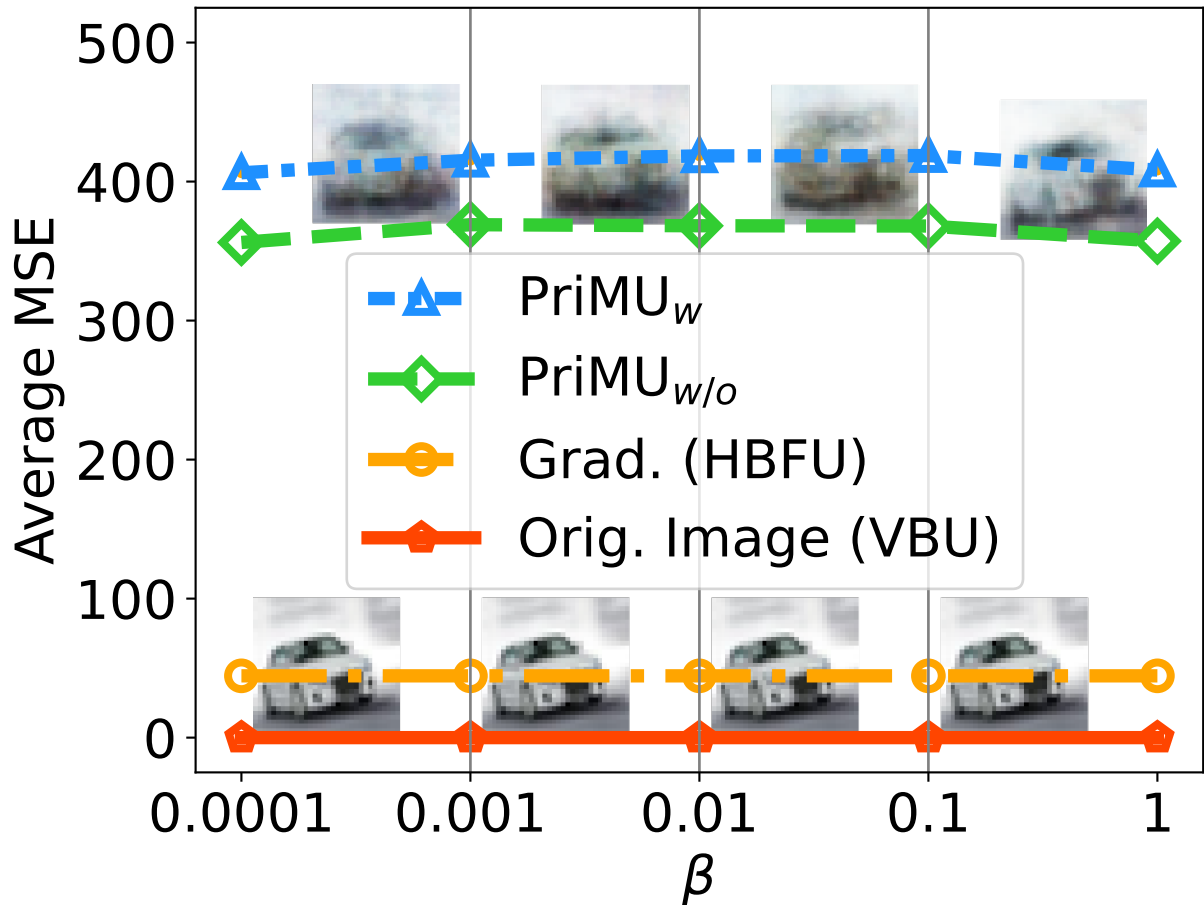 500
400
300
200
100
0
Average MSE
PriMU_w
PriMU_w/o
Grad. (HBFU)
Orig. Image (VBU)
0.0001 0.001 0.01 0.1 1
β